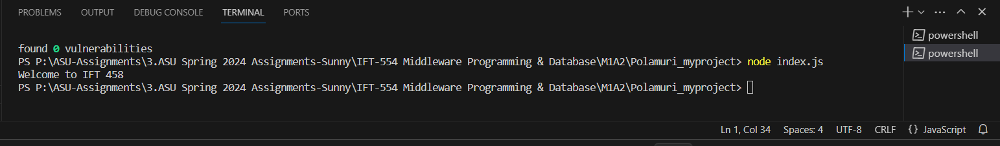 PROBLEMS OUTPUT DEBUG CONSOLE TERMINAL PORTS
found 0 vulnerabilities
PS P:\ASU-Assignments\3.ASU Spring 2024 Assignments-Sunny\IFT-554 Middleware Programming & Database\M1A2\Polamuri_myproject> node index.js
Welcome to IFT 458
PS P:\ASU-Assignments\3.ASU Spring 2024 Assignments-Sunny\IFT-554 Middleware Programming & Database\M1A2\Polamuri_myproject>
powershell
powershell
Ln 1, Col 34 Spaces: 4 UTF-8 CRLF {} JavaScript